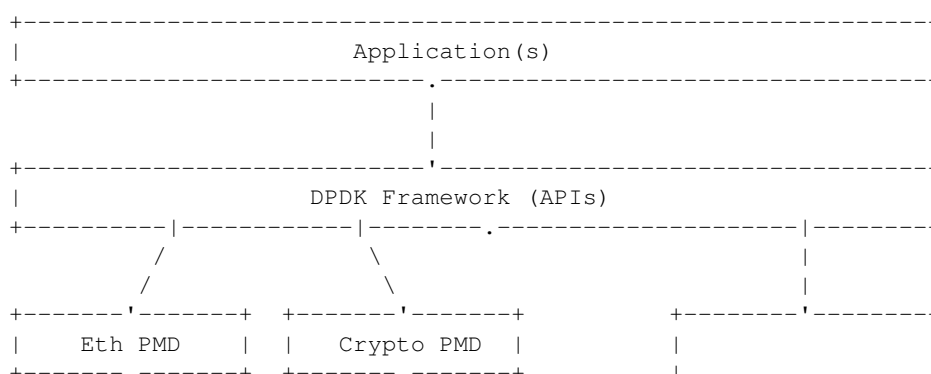 Application(s)
DPDK Framework (APIs)
Eth PMD Crypto PMD